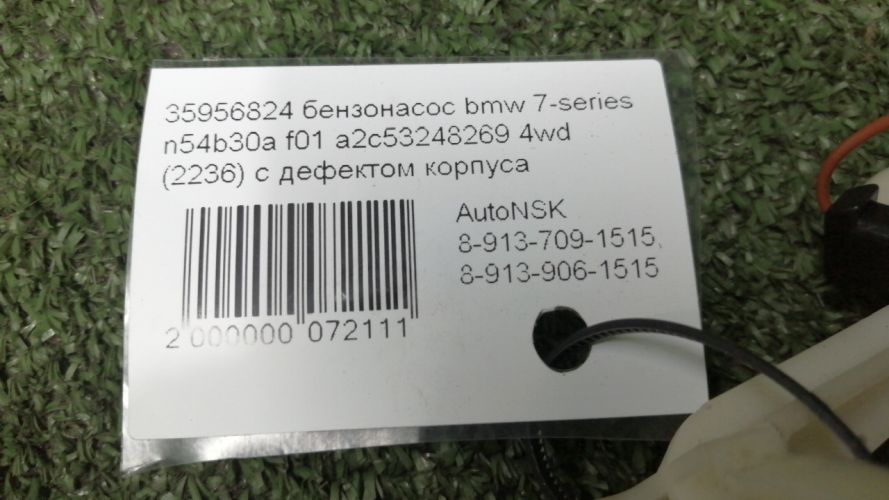 35956824 бензонасос bmw 7-series
n54b30a f01 a2c53248269 4wd
(2236) с дефектом корпуса
AutoNSK
8-913-709-1515,
8-913-906-1515
2 000000 072111